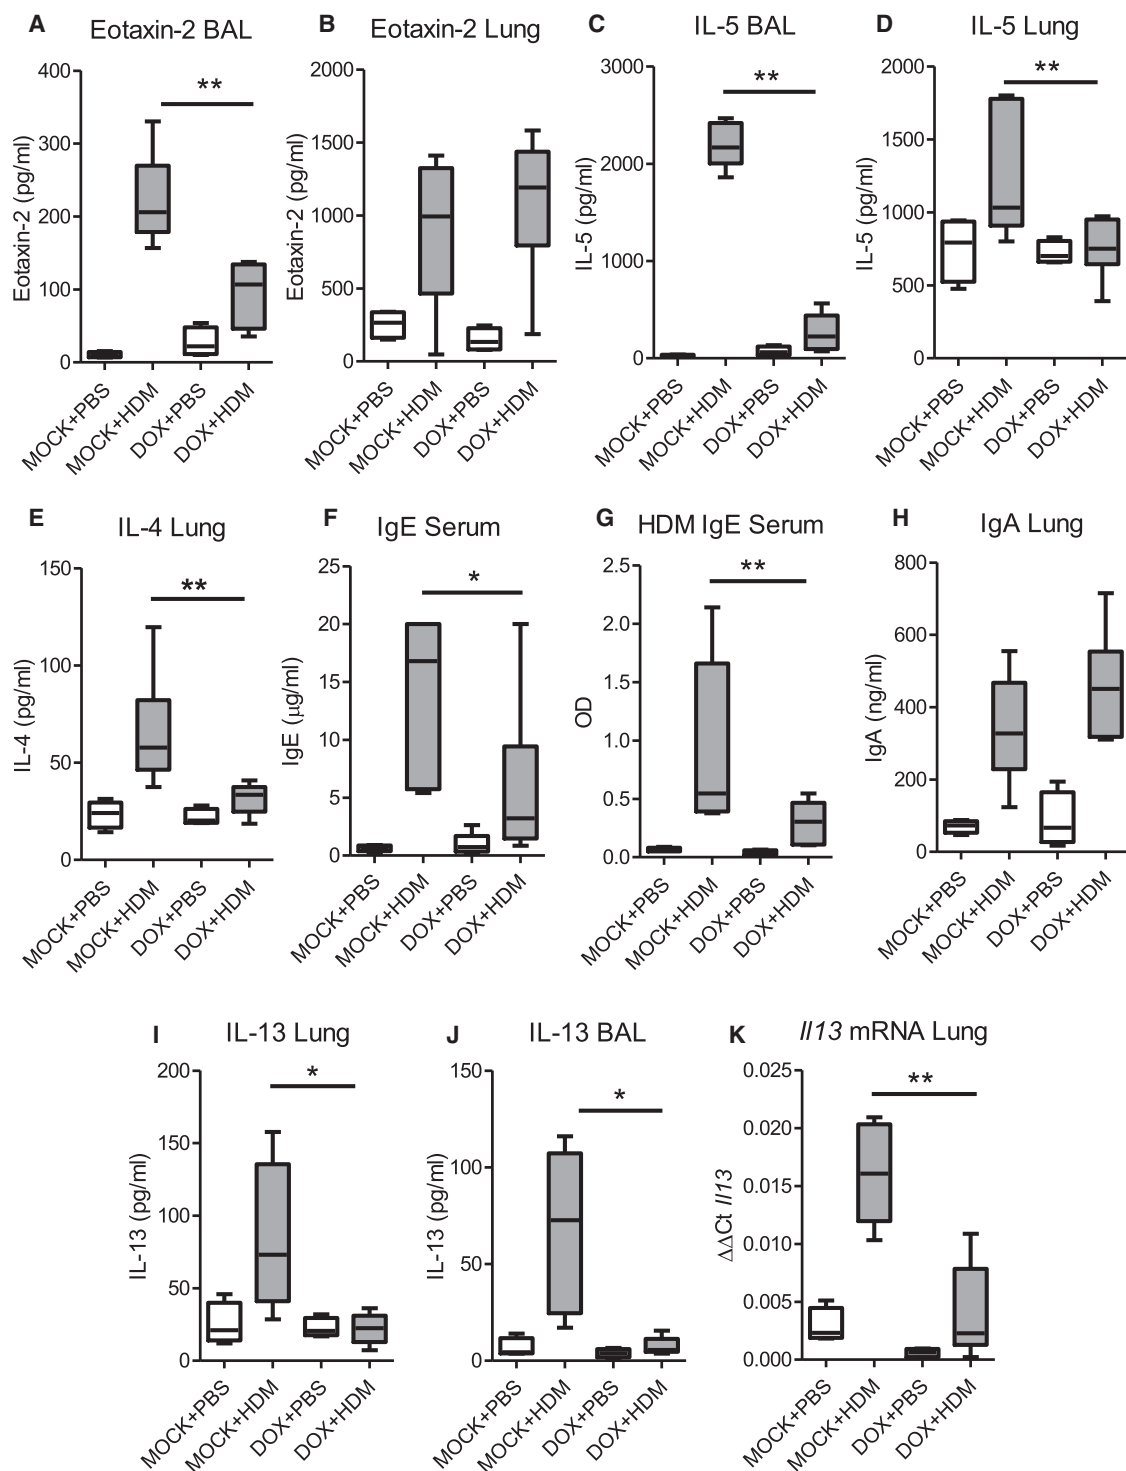 A Eotaxin-2 BAL
Eotaxin-2 (pg/ml)
400
300
200
100
0
**
MOCK+PBS
MOCK+HDM
DOX+PBS
DOX+HDM
B Eotaxin-2 Lung
Eotaxin-2 (pg/ml)
2000
1500
1000
500
0
MOCK+PBS
MOCK+HDM
DOX+PBS
DOX+HDM
C IL-5 BAL
IL-5 (pg/ml)
3000
2000
1000
0
**
MOCK+PBS
MOCK+HDM
DOX+PBS
DOX+HDM
D IL-5 Lung
IL-5 (pg/ml)
2000
1500
1000
500
0
**
MOCK+PBS
MOCK+HDM
DOX+PBS
DOX+HDM
E IL-4 Lung
IL-4 (pg/ml)
150
100
50
0
**
MOCK+PBS
MOCK+HDM
DOX+PBS
DOX+HDM
F IgE Serum
IgE (μg/ml)
25
20
15
10
5
0
*
MOCK+PBS
MOCK+HDM
DOX+PBS
DOX+HDM
G HDM IgE Serum
OD
2.5
2.0
1.5
1.0
0.5
0.0
**
MOCK+PBS
MOCK+HDM
DOX+PBS
DOX+HDM
H IgA Lung
IgA (ng/ml)
800
600
400
200
0
MOCK+PBS
MOCK+HDM
DOX+PBS
DOX+HDM
I IL-13 Lung
IL-13 (pg/ml)
200
150
100
50
0
*
MOCK+PBS
MOCK+HDM
DOX+PBS
DOX+HDM
J IL-13 BAL
IL-13 (pg/ml)
150
100
50
0
*
MOCK+PBS
MOCK+HDM
DOX+PBS
DOX+HDM
K Il13 mRNA Lung
ΔΔCt Il13
0.025
0.020
0.015
0.010
0.005
0.000
**
MOCK+PBS
MOCK+HDM
DOX+PBS
DOX+HDM